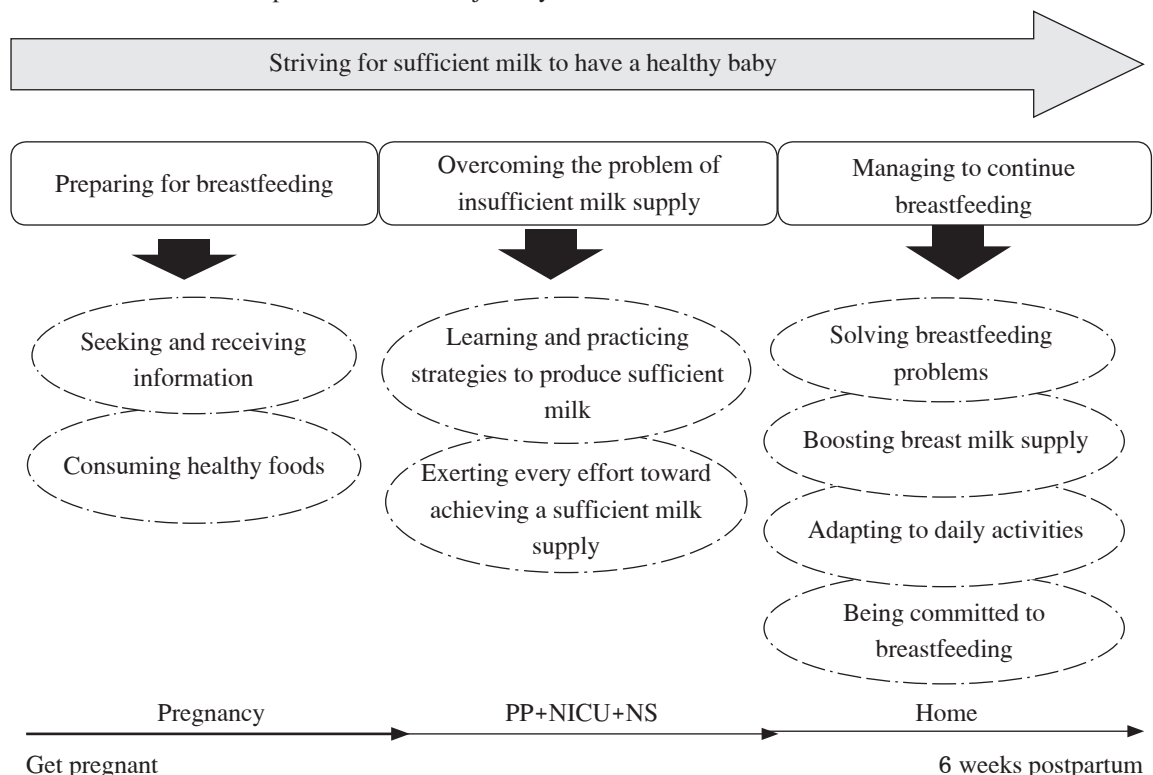 Striving for sufficient milk to have a healthy baby
Preparing for breastfeeding
Overcoming the problem of
insufficient milk supply
Managing to continue
breastfeeding
Seeking and receiving
information
Consuming healthy foods
Learning and practicing
strategies to produce sufficient
milk
Exerting every effort toward
achieving a sufficient milk
supply
Solving breastfeeding
problems
Boosting breast milk supply
Adapting to daily activities
Being committed to
breastfeeding
Pregnancy
PP+NICU+NS
Home
Get pregnant
6 weeks postpartum